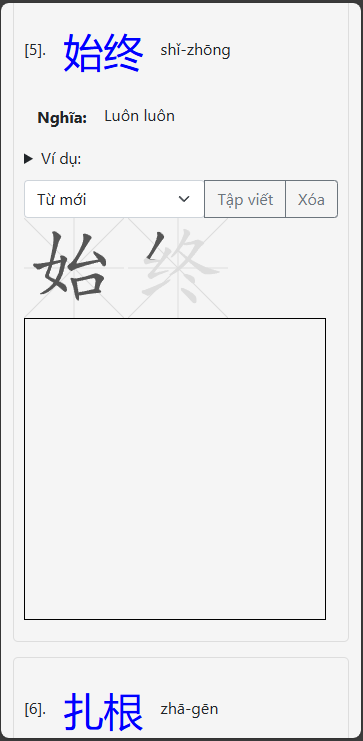 [5]. 始终 shǐ-zhōng
Nghĩa: Luôn luôn
Ví dụ:
Từ mới Tập viết Xóa
始终
[6]. 扎根 zhā-gēn